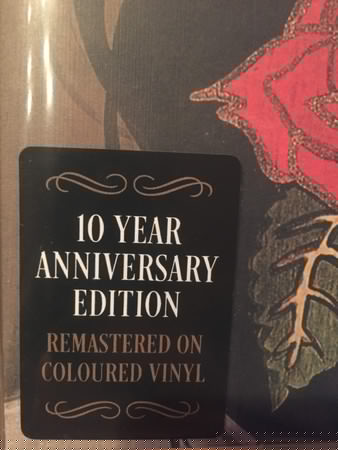 10 YEAR
ANNIVERSARY
EDITION
REMASTERED ON
COLOURED VINYL